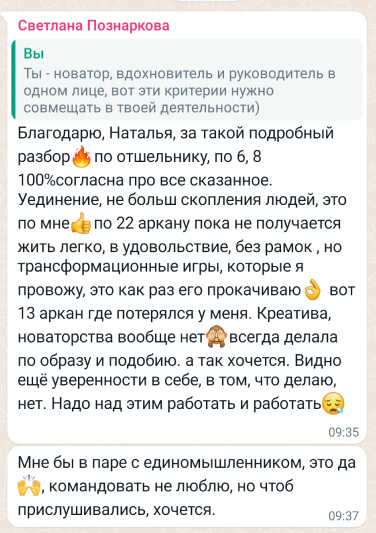 Светлана Познаркова
Вы
Ты - новатор, вдохновитель и руководитель в
одном лице, вот эти критерии нужно
совмещать в твоей деятельности)
Благодарю, Наталья, за такой подробный
разбор🔥по отшельнику, по 6, 8
100%согласна про все сказанное.
Уединение, не больш скопления людей, это
по мне👍по 22 аркану пока не получается
жить легко, в удовольствие, без рамок , но
трансформационные игры, которые я
провожу, это как раз его прокачиваю👌 вот
13 аркан где потерялся у меня. Креатива,
новаторства вообще нет🙈всегда делала
по образу и подобию. а так хочется. Видно
ещё уверенности в себе, в том, что делаю,
нет. Надо над этим работать и работать😪
09:35
Мне бы в паре с единомышленником, это да
🙌, командовать не люблю, но чтоб
прислушивались, хочется.
09:37